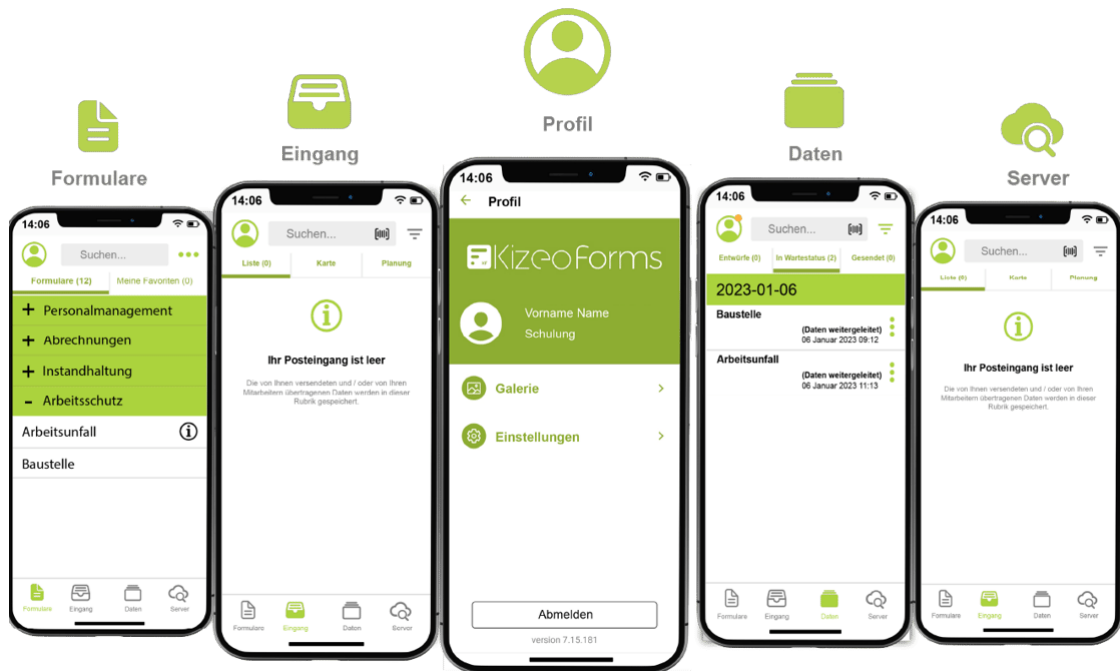 Formulare
Eingang
Profil
Daten
Server
14:06
Suchen...
Formulare (12)
Meine Favoriten (0)
+ Personalmanagement
+ Abrechnungen
+ Instandhaltung
- Arbeitsschutz
Arbeitsunfall
Baustelle
Formulare
Eingang
Daten
Server
14:06
Suchen...
Liste (0)
Karte
Planung
Ihr Posteingang ist leer
Die von Ihnen versendeten und / oder von Ihren
Mitarbeitern übertragenen Daten werden in dieser
Rubrik gespeichert.
Formulare
Eingang
Daten
Server
14:06
Profil
KizeoForms
Vorname Name
Schulung
Galerie
Einstellungen
Abmelden
version 7.15.181
14:06
Suchen...
Entwürfe (0)
In Wartestatus (2)
Gesendet (0)
2023-01-06
Baustelle
(Daten weitergeleitet)
06 Januar 2023 09:12
Arbeitsunfall
(Daten weitergeleitet)
06 Januar 2023 11:13
Formulare
Eingang
Daten
Server
14:06
Suchen...
Liste (0)
Karte
Planung
Ihr Posteingang ist leer
Die von Ihnen versendeten und / oder von Ihren
Mitarbeitern übertragenen Daten werden in dieser
Rubrik gespeichert.
Formulare
Eingang
Daten
Server